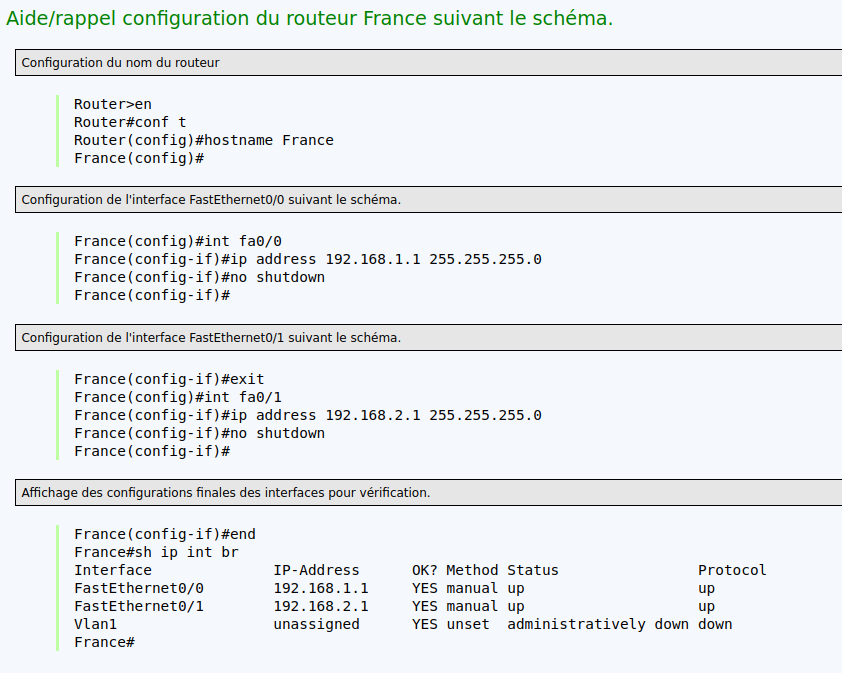 Aide/rappel configuration du routeur France suivant le schéma.
Configuration du nom du routeur
Router>en
Router#conf t
Router(config)#hostname France
France(config)#
Configuration de l'interface FastEthernet0/0 suivant le schéma.
France(config)#int fa0/0
France(config-if)#ip address 192.168.1.1 255.255.255.0
France(config-if)#no shutdown
France(config-if)#
Configuration de l'interface FastEthernet0/1 suivant le schéma.
France(config-if)#exit
France(config)#int fa0/1
France(config-if)#ip address 192.168.2.1 255.255.255.0
France(config-if)#no shutdown
France(config-if)#
Affichage des configurations finales des interfaces pour vérification.
France(config-if)#end
France#sh ip int br
Interface              IP-Address      OK? Method Status                Protocol
FastEthernet0/0        192.168.1.1     YES manual up                    up
FastEthernet0/1        192.168.2.1     YES manual up                    up
Vlan1                  unassigned      YES unset  administratively down down
France#